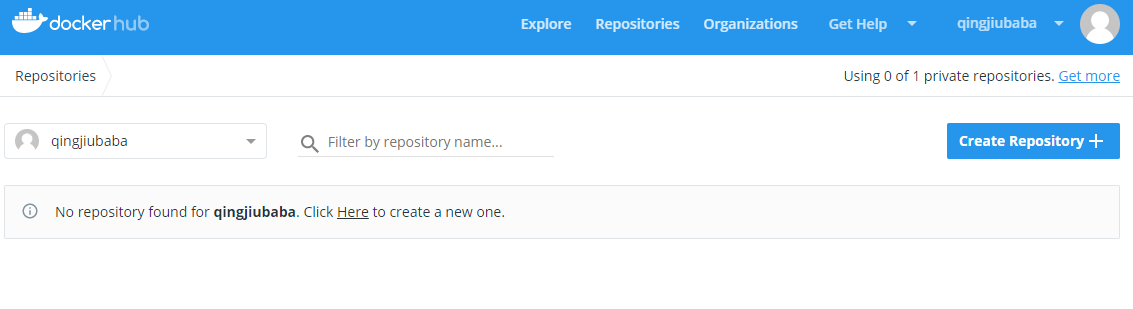 docker hub Explore Repositories Organizations Get Help qingjiubaba
Repositories Using 0 of 1 private repositories. Get more
qingjiubaba Filter by repository name... Create Repository +
No repository found for qingjiubaba. Click Here to create a new one.